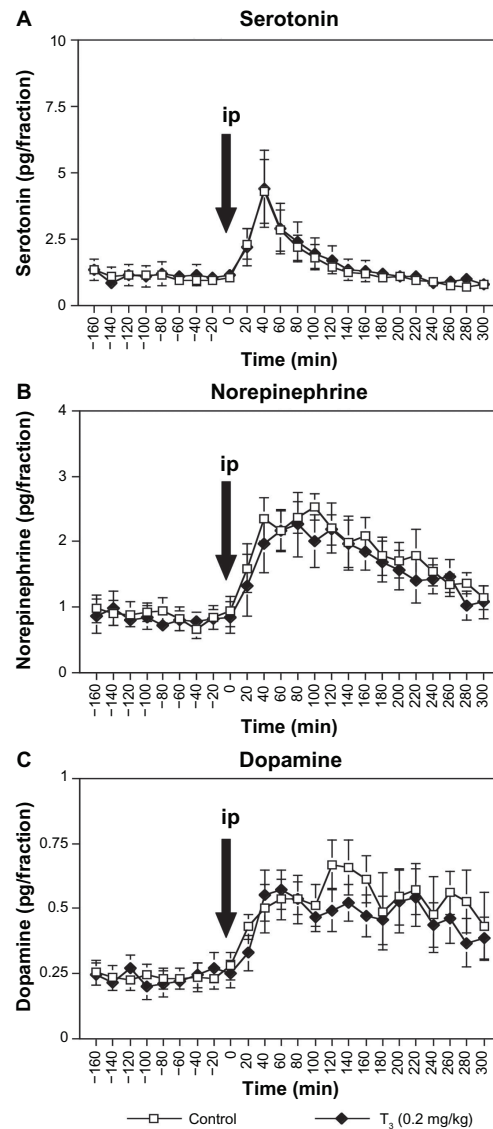 A Serotonin
Serotonin (pg/fraction)
10
7.5
5
2.5
0
ip
−160 −140 −120 −100 −80 −60 −40 −20 0 20 40 60 80 100 120 140 160 180 200 220 240 260 280 300
Time (min)
B Norepinephrine
Norepinephrine (pg/fraction)
4
3
2
1
0
ip
−160 −140 −120 −100 −80 −60 −40 −20 0 20 40 60 80 100 120 140 160 180 200 220 240 260 280 300
Time (min)
C Dopamine
Dopamine (pg/fraction)
1
0.75
0.5
0.25
0
ip
−160 −140 −120 −100 −80 −60 −40 −20 0 20 40 60 80 100 120 140 160 180 200 220 240 260 280 300
Time (min)
Control T₃ (0.2 mg/kg)